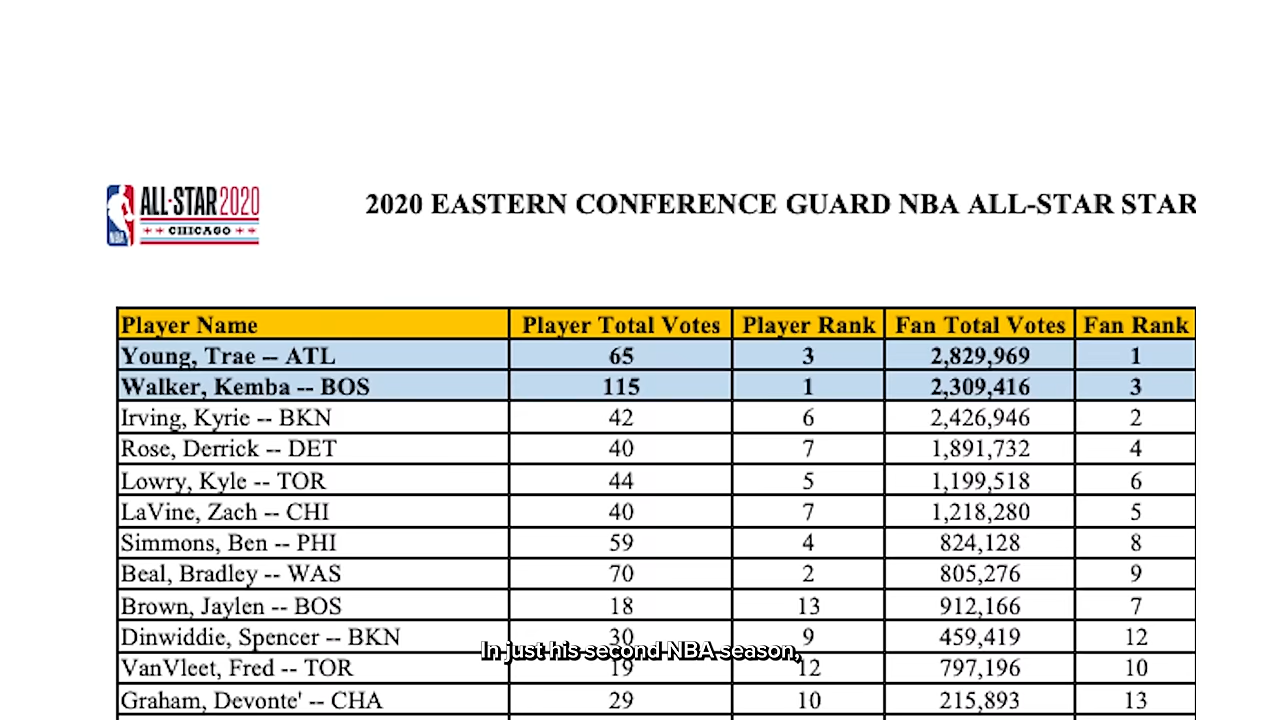 ALL-STAR 2020
CHICAGO
NBA
2020 EASTERN CONFERENCE GUARD NBA ALL-STAR STAR
Player Name Player Total Votes Player Rank Fan Total Votes Fan Rank
Young, Trae -- ATL 65 3 2,829,969 1
Walker, Kemba -- BOS 115 1 2,309,416 3
Irving, Kyrie -- BKN 42 6 2,426,946 2
Rose, Derrick -- DET 40 7 1,891,732 4
Lowry, Kyle -- TOR 44 5 1,199,518 6
LaVine, Zach -- CHI 40 7 1,218,280 5
Simmons, Ben -- PHI 59 4 824,128 8
Beal, Bradley -- WAS 70 2 805,276 9
Brown, Jaylen -- BOS 18 13 912,166 7
Dinwiddie, Spencer -- BKN 30 9 459,419 12
In just his second NBA season,
VanVleet, Fred -- TOR 19 12 797,196 10
Graham, Devonte' -- CHA 29 10 215,893 13